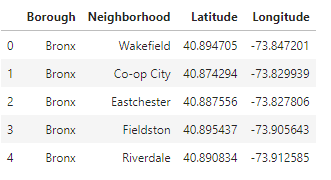 Borough Neighborhood Latitude Longitude
0 Bronx Wakefield 40.894705 -73.847201
1 Bronx Co-op City 40.874294 -73.829939
2 Bronx Eastchester 40.887556 -73.827806
3 Bronx Fieldston 40.895437 -73.905643
4 Bronx Riverdale 40.890834 -73.912585